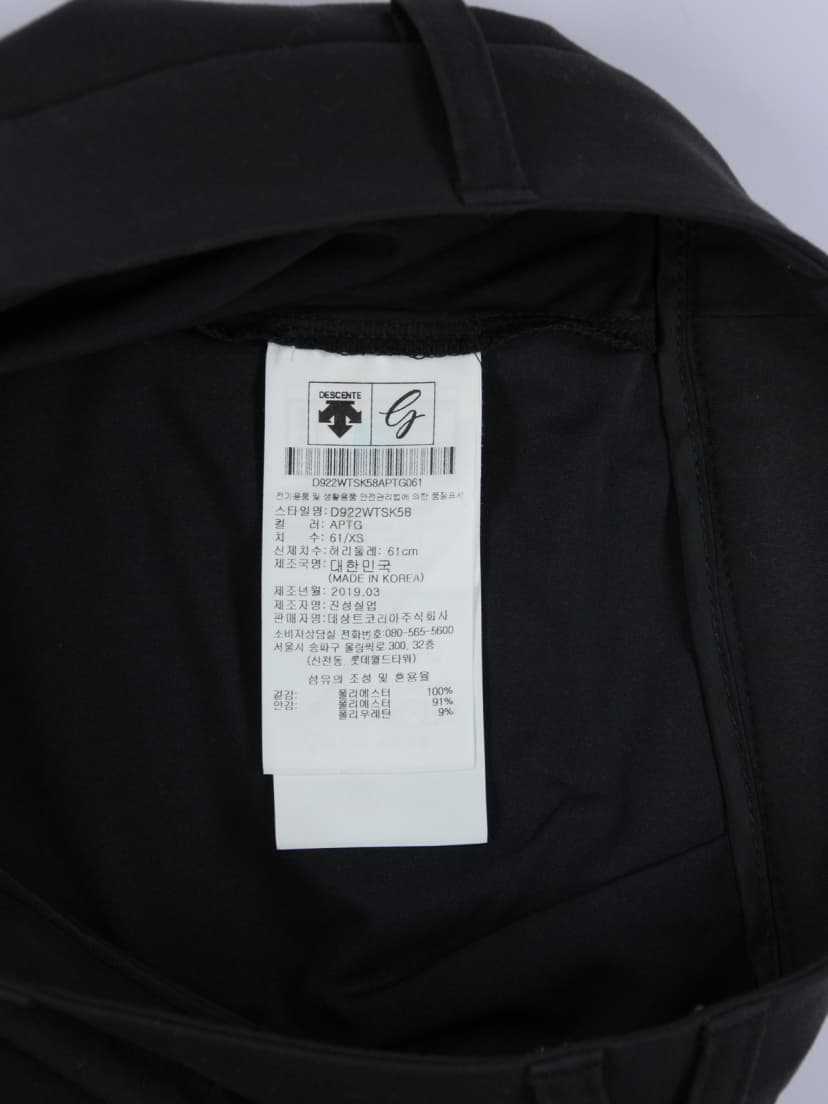 DESCENTE
D922WTSK58APTG061
전기용품 및 생활용품 안전관리법에 의한 품질표시
스타일명: D922WTSK58
컬 러: APTG
치 수: 61/XS
신체치수: 허리둘레: 61cm
제조국명: 대한민국
(MADE IN KOREA)
제조년월: 2019.03
제조자명: 진성실업
판매자명: 데상트코리아주식회사
소비자상담실 전화번호:080-565-5600
서울시 송파구 올림픽로 300, 32층
(신천동, 롯데월드타워)
섬유의 조성 및 혼용율
겉감: 폴리에스터 100%
안감: 폴리에스터 91%
폴리우레탄 9%